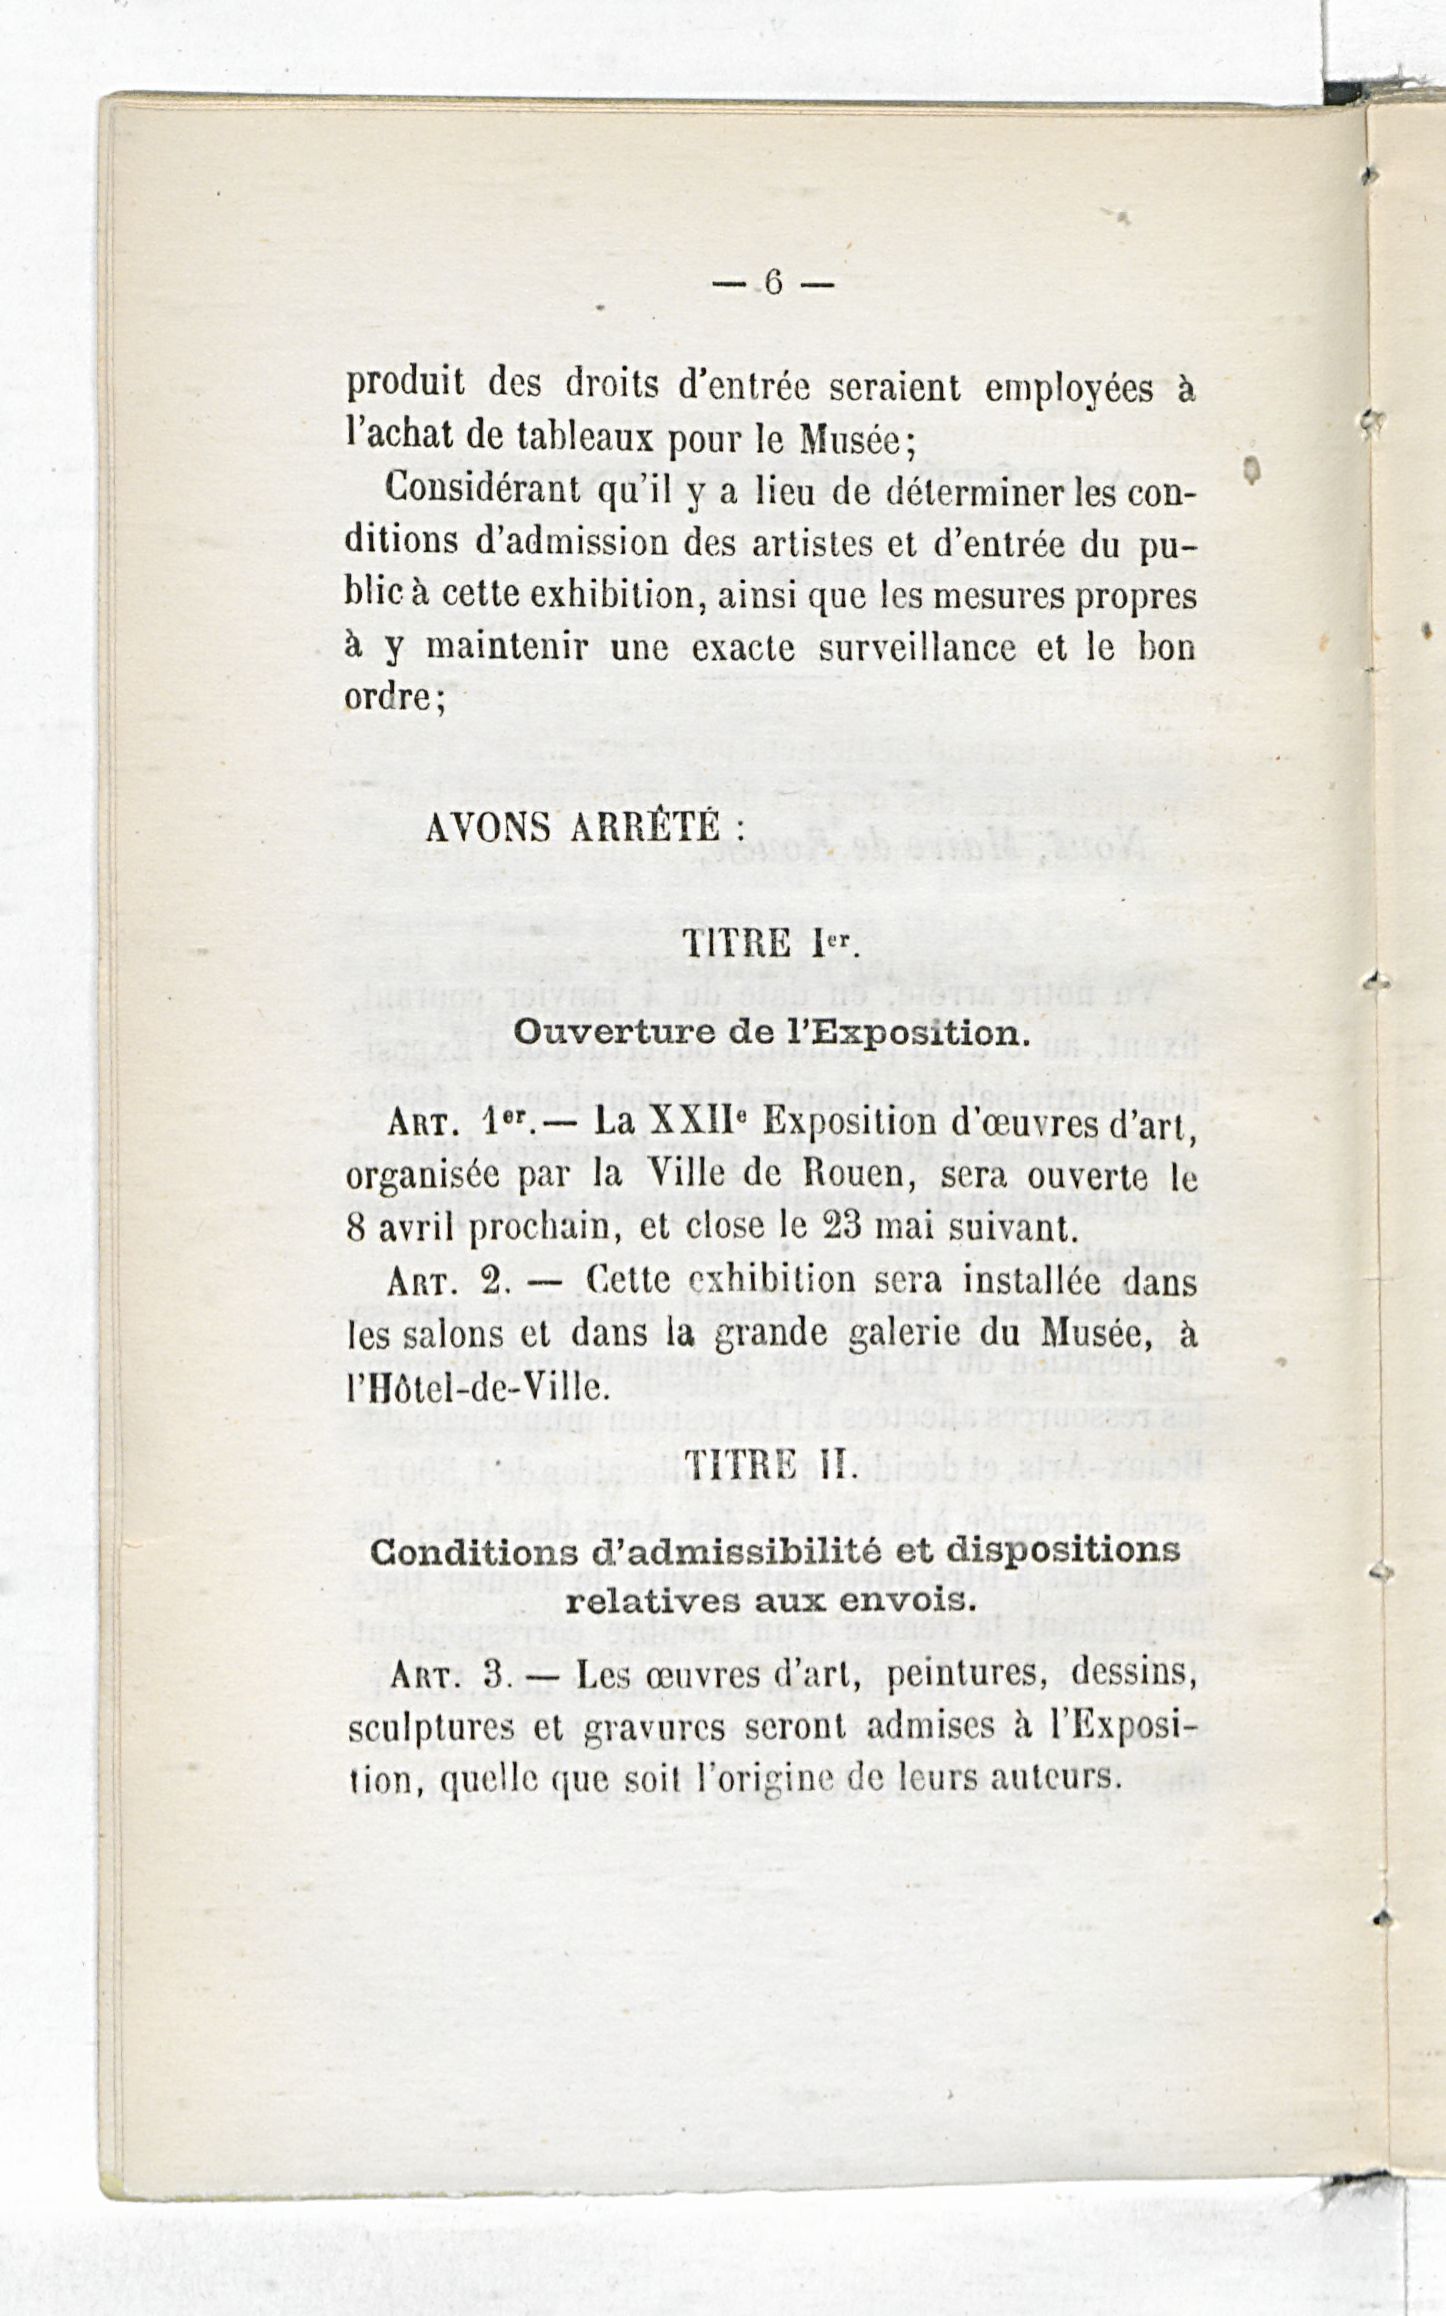 — 6 —
produit des droits d'entrée seraient employées à
l'achat de tableaux pour le Musée;
Considérant qu'il y a lieu de déterminer les con-
ditions d'admission des artistes et d'entrée du pu-
blic à cette exhibition, ainsi que les mesures propres
à y maintenir une exacte surveillance et le bon
ordre;
AVONS ARRÊTÉ :
TITRE Iᵉʳ.
Ouverture de l'Exposition.
ART. 1ᵉʳ. — La XXIIᵉ Exposition d'œuvres d'art,
organisée par la Ville de Rouen, sera ouverte le
8 avril prochain, et close le 23 mai suivant.
ART. 2. — Cette exhibition sera installée dans
les salons et dans la grande galerie du Musée, à
l'Hôtel-de-Ville.
TITRE II.
Conditions d'admissibilité et dispositions
relatives aux envois.
ART. 3. — Les œuvres d'art, peintures, dessins,
sculptures et gravures seront admises à l'Exposi-
tion, quelle que soit l'origine de leurs auteurs.